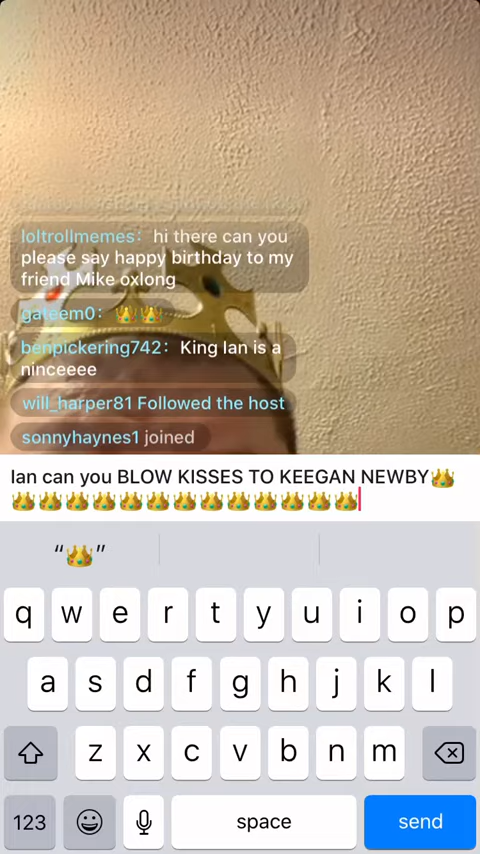 loltrollmemes: hi there can you
please say happy birthday to my
friend Mike oxlong
gateem0: 👑👑
benpickering742: King Ian is a
ninceeee
will_harper81 Followed the host
sonnyhaynes1 joined
Ian can you BLOW KISSES TO KEEGAN NEWBY👑
👑👑👑👑👑👑👑👑👑👑👑👑👑
“👑”
q w e r t y u i o p
a s d f g h j k l
z x c v b n m
123 space send